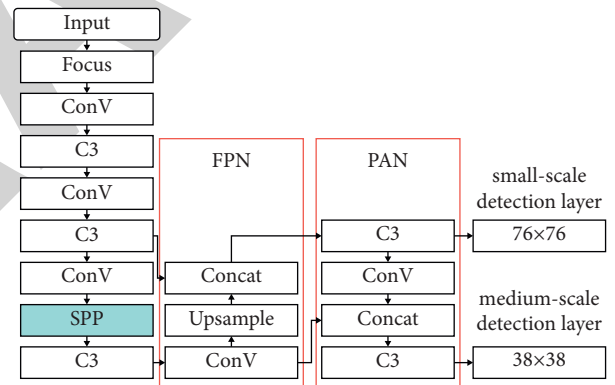 Input
Focus
ConV
C3
ConV
C3
ConV
SPP
C3
FPN
Concat
Upsample
ConV
PAN
C3
ConV
Concat
C3
small-scale
detection layer
76×76
medium-scale
detection layer
38×38